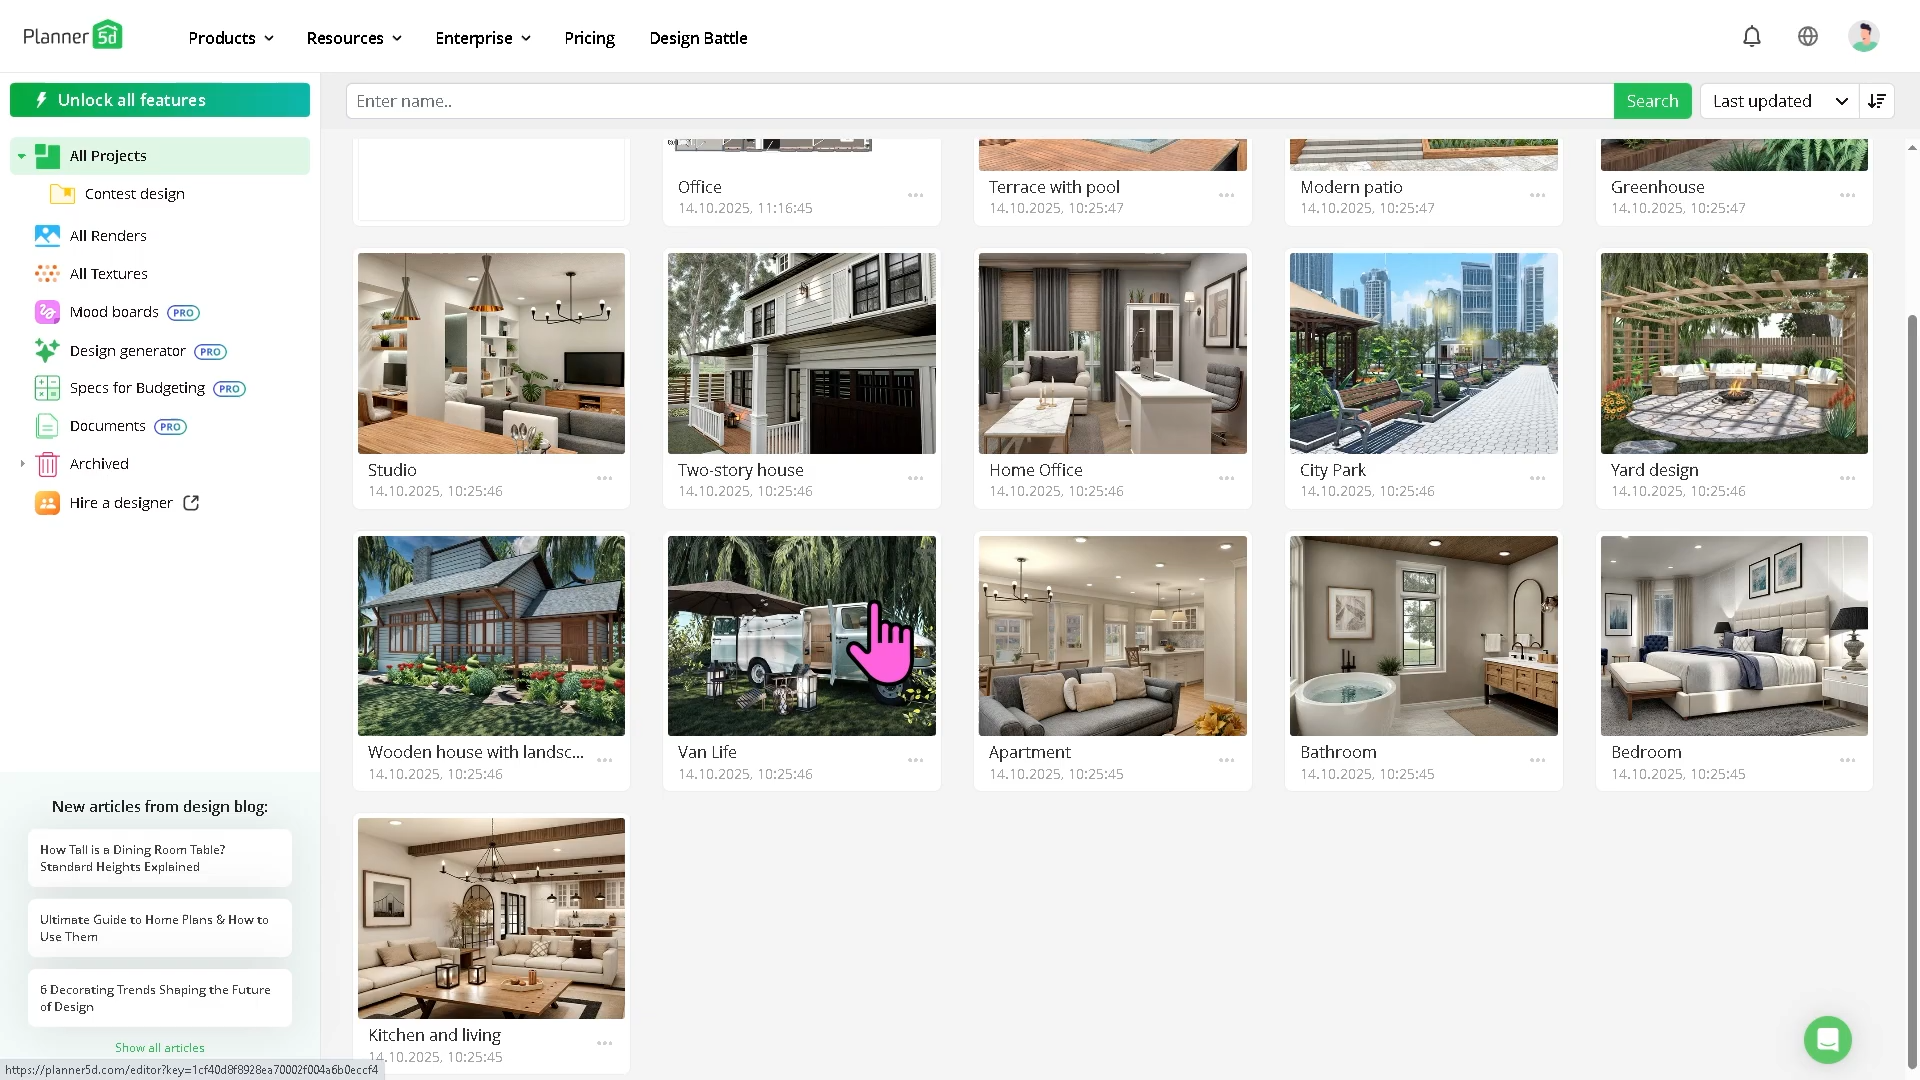 Planner 5d
Products
Resources
Enterprise
Pricing
Design Battle
Unlock all features
Enter name..
Search
Last updated
All Projects
Contest design
All Renders
All Textures
Mood boards PRO
Design generator PRO
Specs for Budgeting PRO
Documents PRO
Archived
Hire a designer
Office
14.10.2025, 11:16:45
Terrace with pool
14.10.2025, 10:25:47
Modern patio
14.10.2025, 10:25:47
Greenhouse
14.10.2025, 10:25:47
Studio
14.10.2025, 10:25:46
Two-story house
14.10.2025, 10:25:46
Home Office
14.10.2025, 10:25:46
City Park
14.10.2025, 10:25:46
Yard design
14.10.2025, 10:25:46
Wooden house with landsc...
14.10.2025, 10:25:46
Van Life
14.10.2025, 10:25:46
Apartment
14.10.2025, 10:25:45
Bathroom
14.10.2025, 10:25:45
Bedroom
14.10.2025, 10:25:45
Kitchen and living
14.10.2025, 10:25:45
New articles from design blog:
How Tall is a Dining Room Table?
Standard Heights Explained
Ultimate Guide to Home Plans & How to
Use Them
6 Decorating Trends Shaping the Future
of Design
Show all articles
https://planner5d.com/editor?key=1cf40d8f8928ea70002f004a6b0eccf4